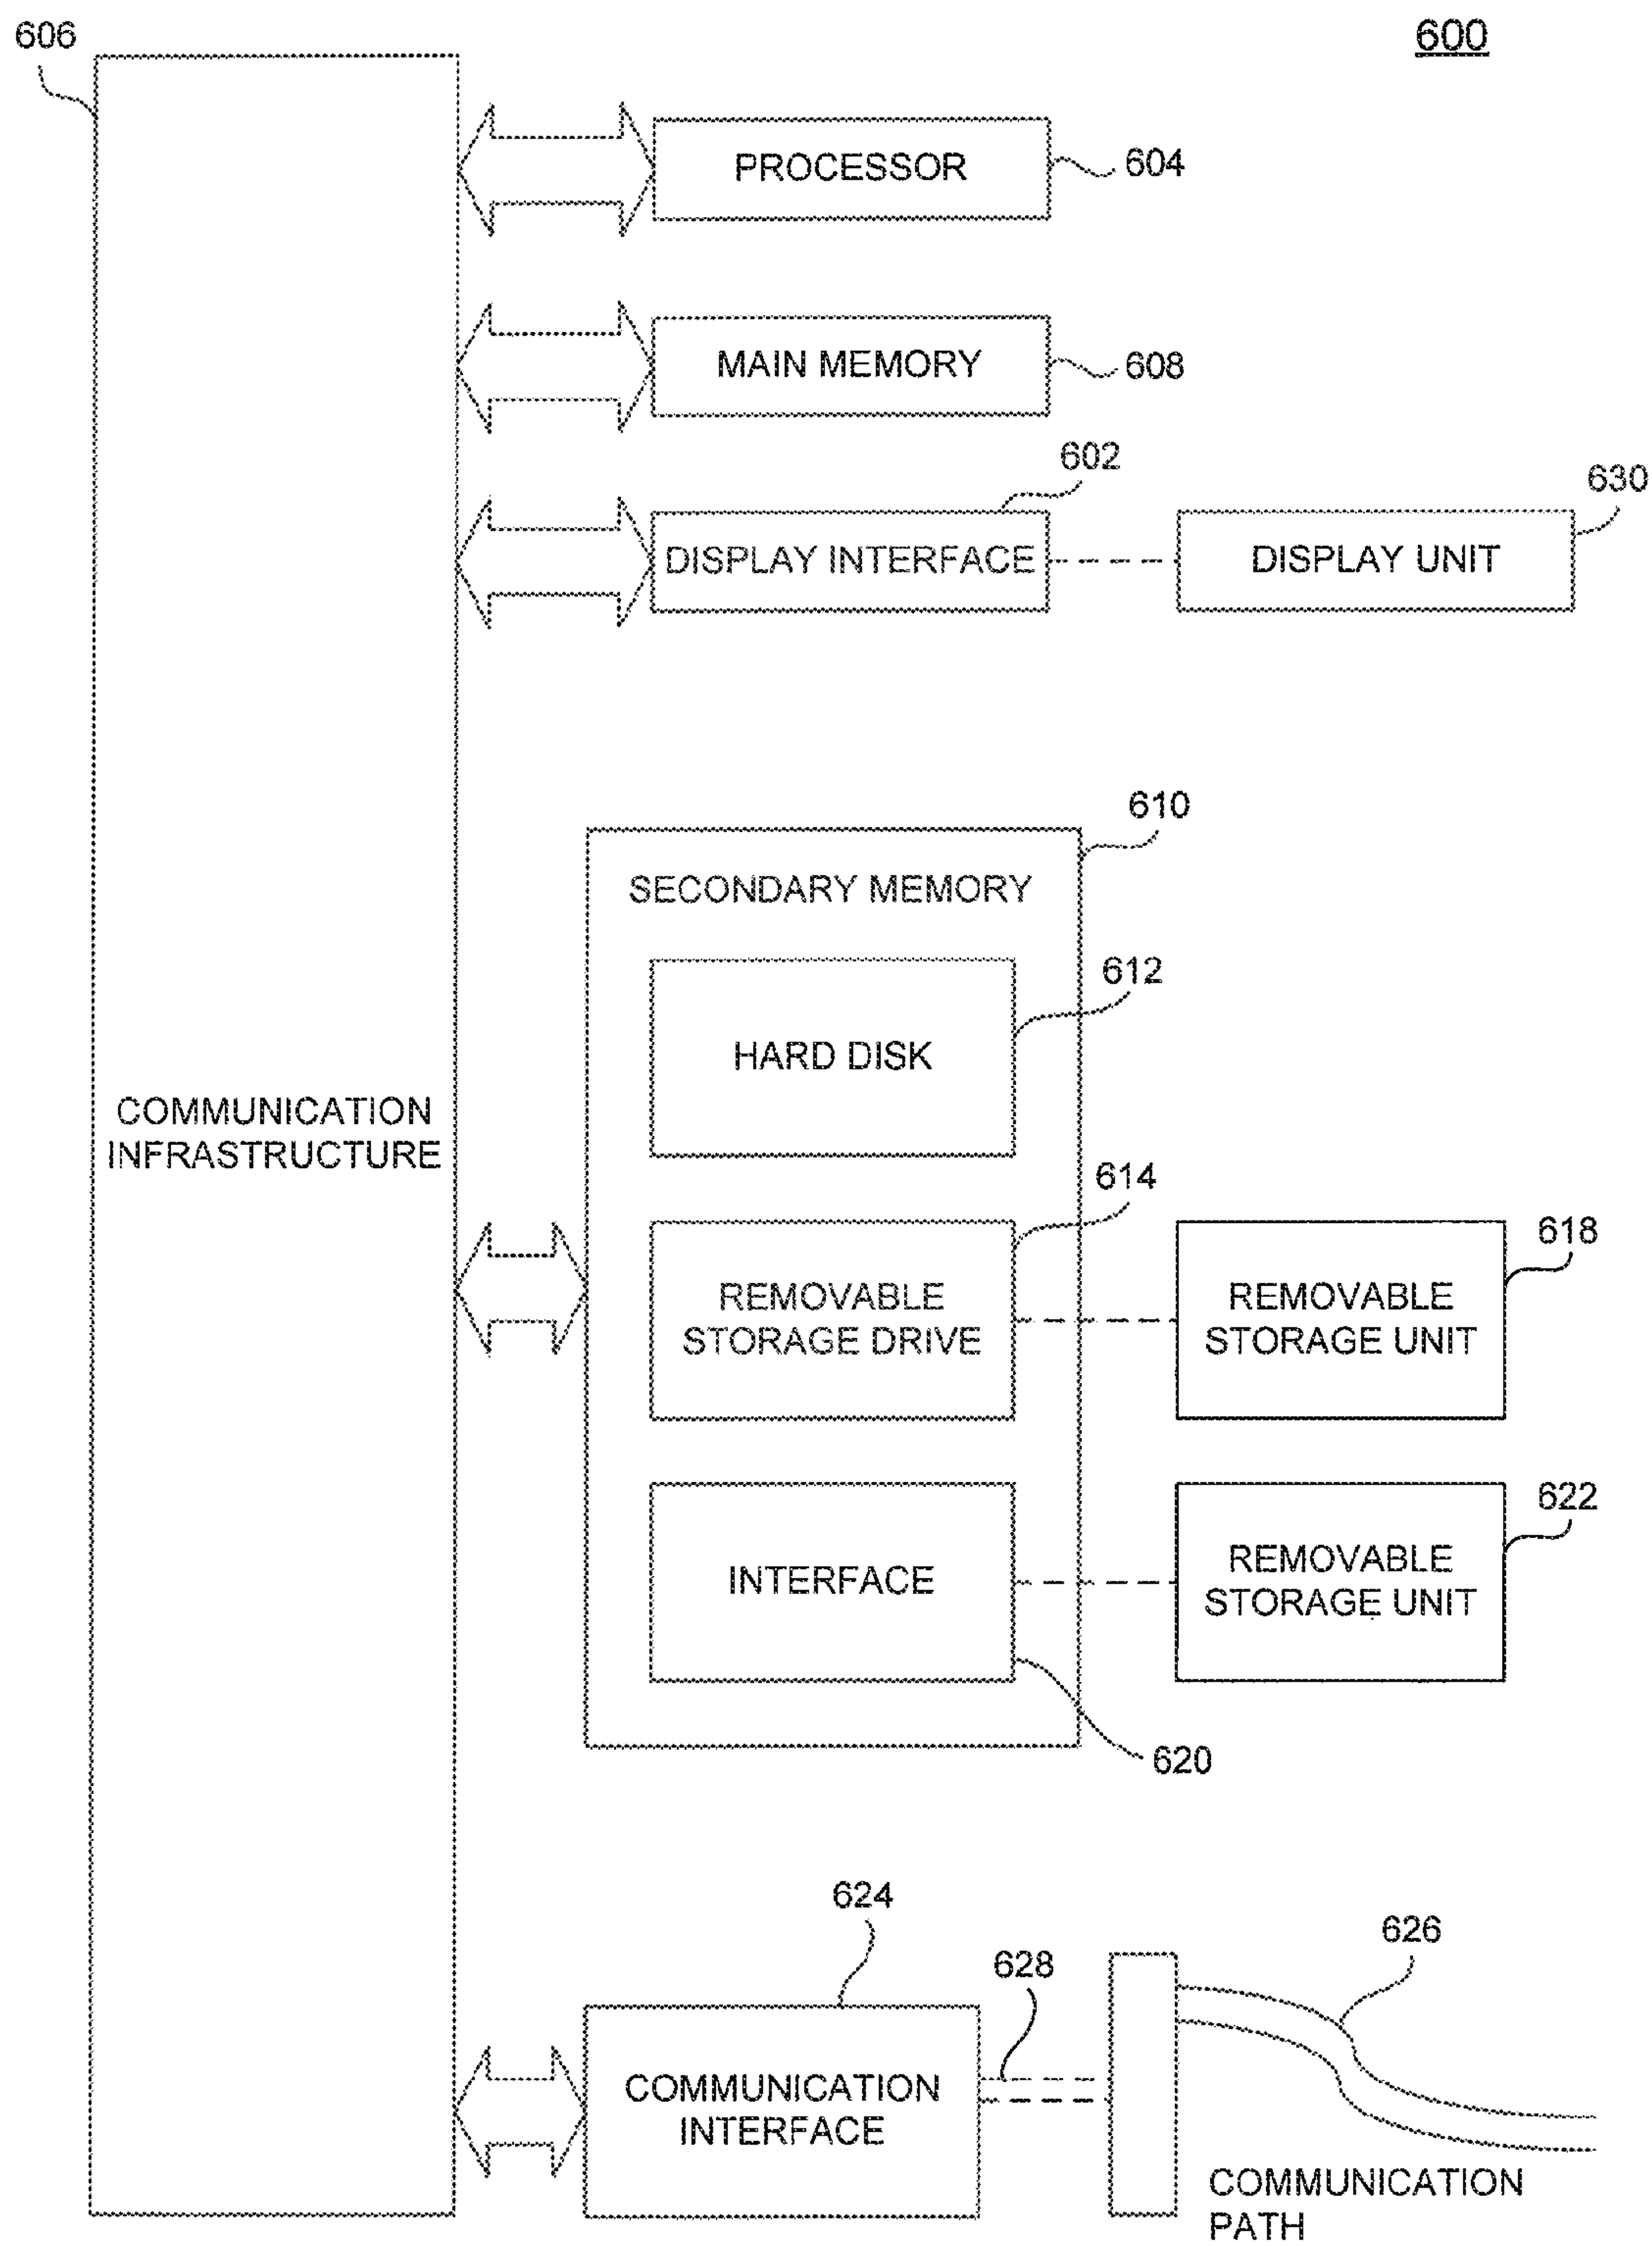 606
600
PROCESSOR
604
MAIN MEMORY
608
602
630
DISPLAY INTERFACE
DISPLAY UNIT
610
SECONDARY MEMORY
612
HARD DISK
COMMUNICATION
INFRASTRUCTURE
614
618
REMOVABLE
STORAGE DRIVE
REMOVABLE
STORAGE UNIT
622
INTERFACE
REMOVABLE
STORAGE UNIT
620
624
628
626
COMMUNICATION
INTERFACE
COMMUNICATION
PATH